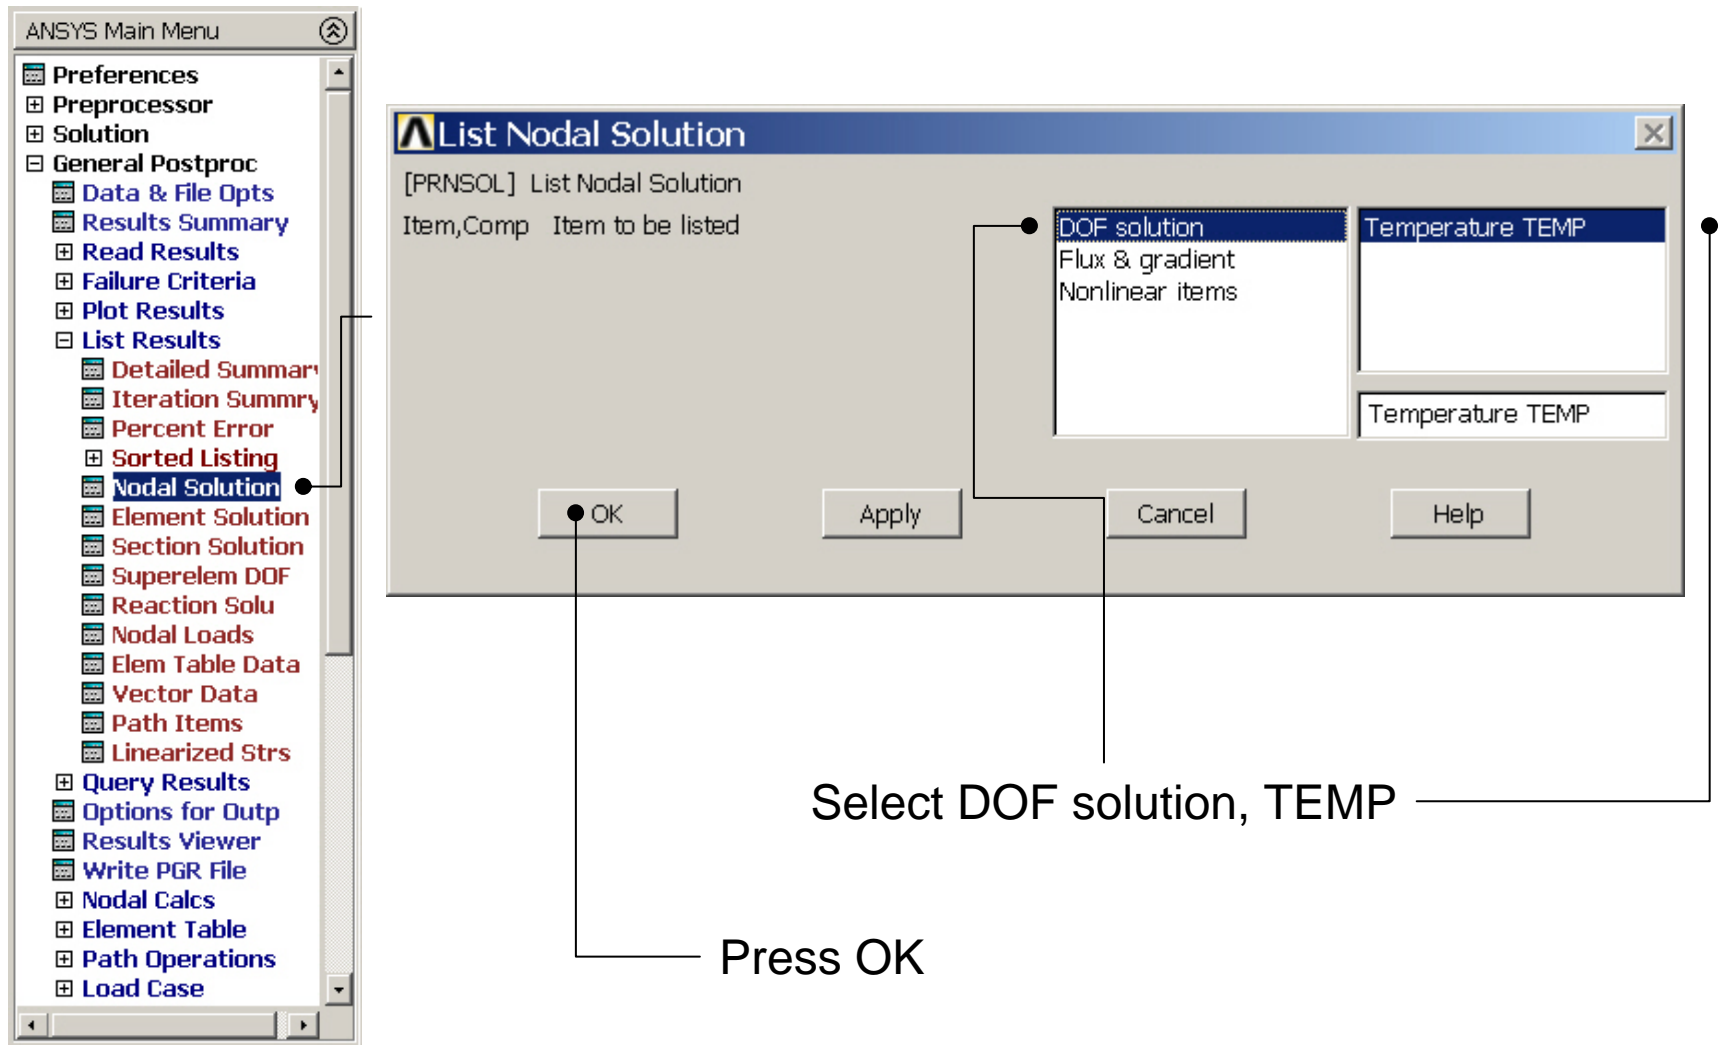 ANSYS Main Menu
Preferences
Preprocessor
Solution
General Postproc
Data & File Opts
Results Summary
Read Results
Failure Criteria
Plot Results
List Results
Detailed Summar
Iteration Summry
Percent Error
Sorted Listing
Nodal Solution
Element Solution
Section Solution
Superelem DOF
Reaction Solu
Nodal Loads
Elem Table Data
Vector Data
Path Items
Linearized Strs
Query Results
Options for Outp
Results Viewer
Write PGR File
Nodal Calcs
Element Table
Path Operations
Load Case
List Nodal Solution
[PRNSOL] List Nodal Solution
Item,Comp Item to be listed
DOF solution
Flux & gradient
Nonlinear items
Temperature TEMP
Temperature TEMP
OK
Apply
Cancel
Help
Select DOF solution, TEMP
Press OK